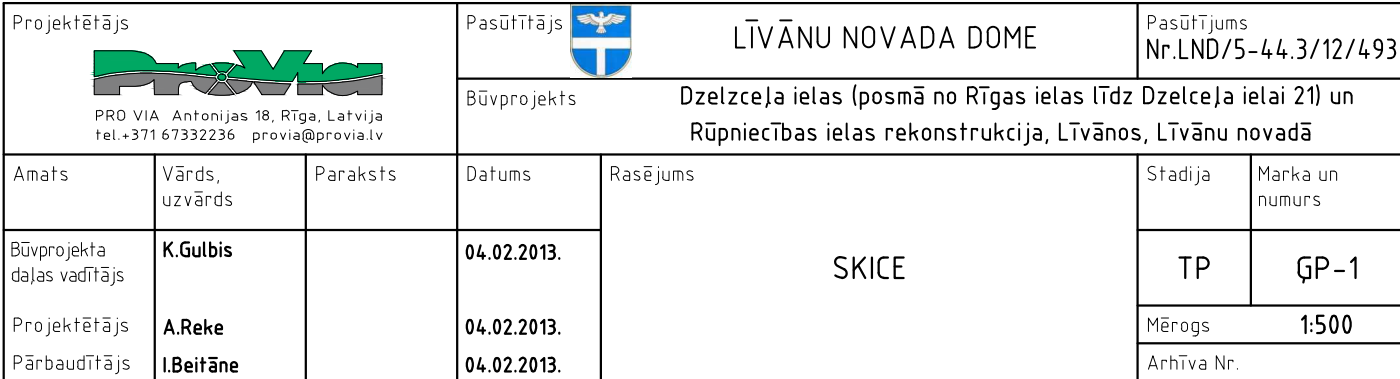 Projektētājs
ProVia
PRO VIA Antonijas 18, Rīga, Latvija
tel.+371 67332236 provia@provia.lv
Pasūtītājs
LĪVĀNU NOVADA DOME
Pasūtījums
Nr.LND/5-44.3/12/493
Būvprojekts
Dzelzceļa ielas (posmā no Rīgas ielas līdz Dzelceļa ielai 21) un
Rūpniecības ielas rekonstrukcija, Līvānos, Līvānu novadā
Amats
Vārds,
uzvārds
Paraksts
Datums
Rasējums
Stadija
Marka un
numurs
Būvprojekta
daļas vadītājs
K.Gulbis
04.02.2013.
SKICE
TP
ĢP-1
Projektētājs
A.Reke
04.02.2013.
Mērogs
1:500
Pārbaudītājs
I.Beitāne
04.02.2013.
Arhīva Nr.